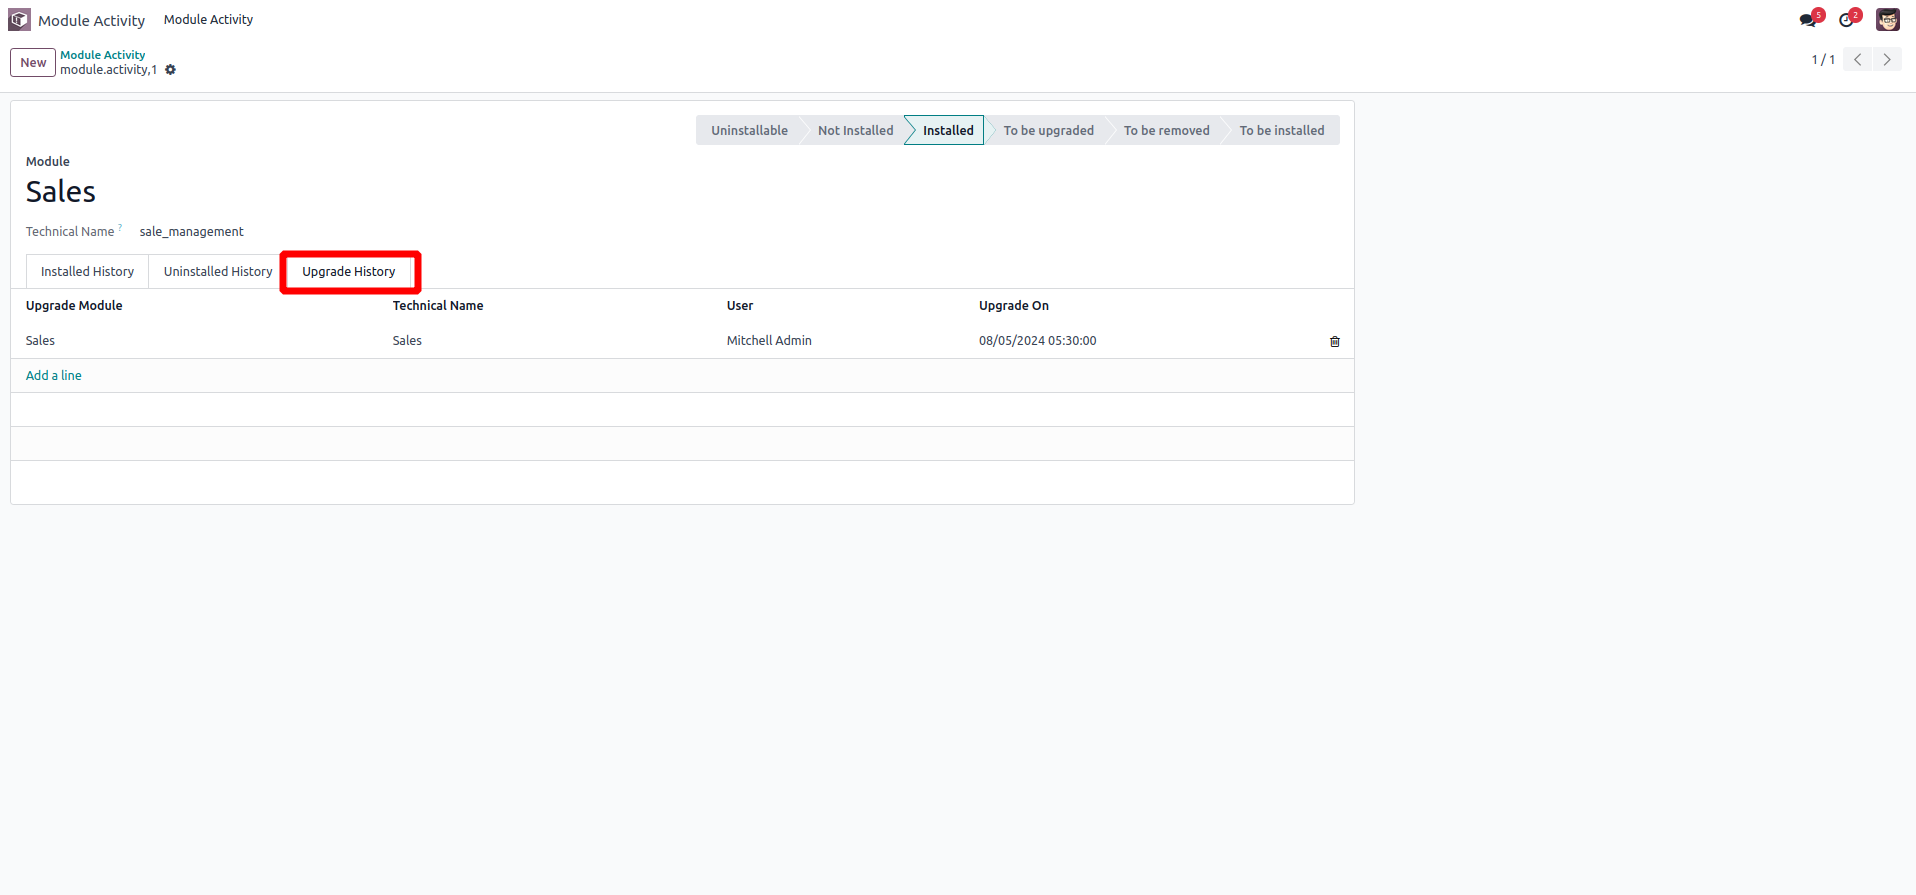 Module Activity Module Activity 5 2
New Module Activity
module.activity,1 1 / 1
Uninstallable Not Installed Installed To be upgraded To be removed To be installed
Module
Sales
Technical Name ? sale_management
Installed History Uninstalled History Upgrade History
Upgrade Module Technical Name User Upgrade On
Sales Sales Mitchell Admin 08/05/2024 05:30:00
Add a line